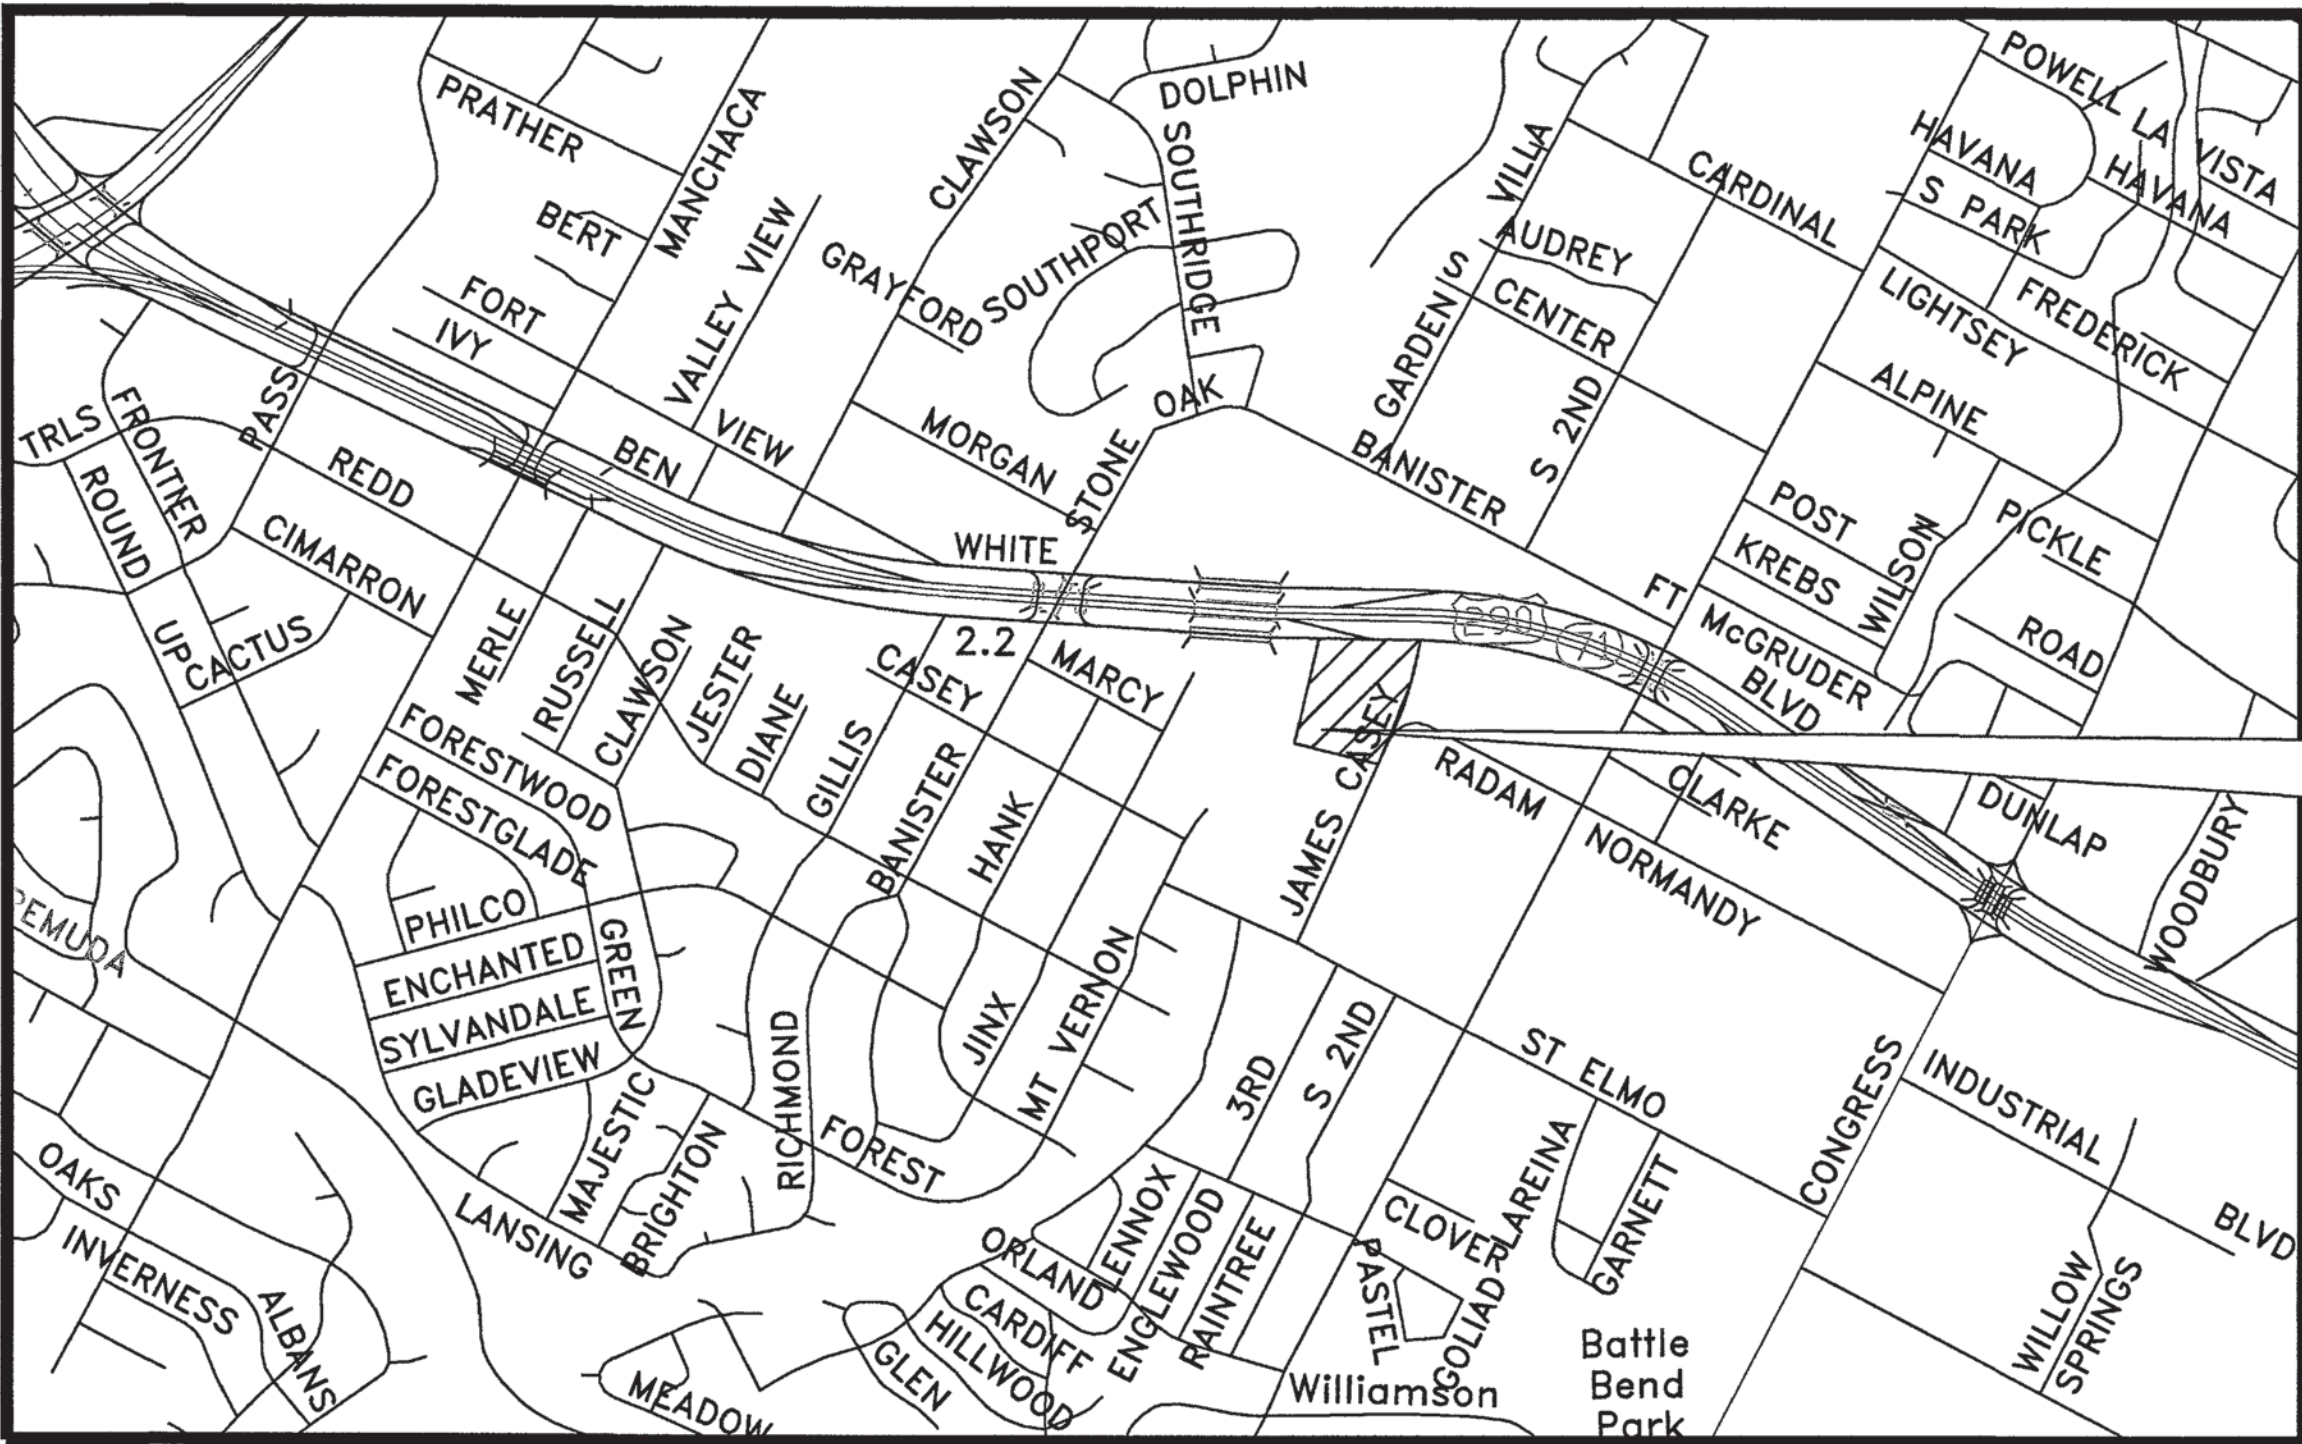 POWELL LA
VISTA
DOLPHIN
PRATHER
MANCHACA
CLAWSON
SOUTHRIDGE
VILLA
CARDINAL
HAVANA
HAVANA
S PARK
BERT
VALLEY VIEW
GRAYFORD
SOUTHPORT
AUDREY
S
GARDEN
CENTER
LIGHTSEY
FREDERICK
FORT
IVY
VIEW
OAK
MORGAN
STONE
BANISTER
S 2ND
ALPINE
TRLS
FRONTIER
PASS
ROUND
UP
REDD
BEN
WHITE
FT
POST
KREBS
WILSON
PICKLE
ROAD
McGRUDER
BLVD
CIMARRON
CACTUS
MERLE
RUSSELL
CLAWSON
JESTER
DIANE
GILLIS
2.2
CASEY
MARCY
290
71
JAMES CASEY
RADAM
CLARKE
NORMANDY
DUNLAP
WOODBURY
FORESTWOOD
FORESTGLADE
BANISTER
HANK
PHILCO
ENCHANTED
SYLVANDALE
GLADEVIEW
GREEN
RICHMOND
JINX
MT VERNON
3RD
S 2ND
ST ELMO
CONGRESS
INDUSTRIAL
BLVD
OAKS
INVERNESS
ALBANS
LANSING
MAJESTIC
BRIGHTON
FOREST
ORLAND
LENNOX
ENGLEWOOD
RAINTREE
CARDIFF
HILLWOOD
GLEN
MEADOW
CLOVER
LAREINA
GARNETT
PASTEL
GOLIAD
WILLOW
SPRINGS
Williamson
Battle
Bend
Park